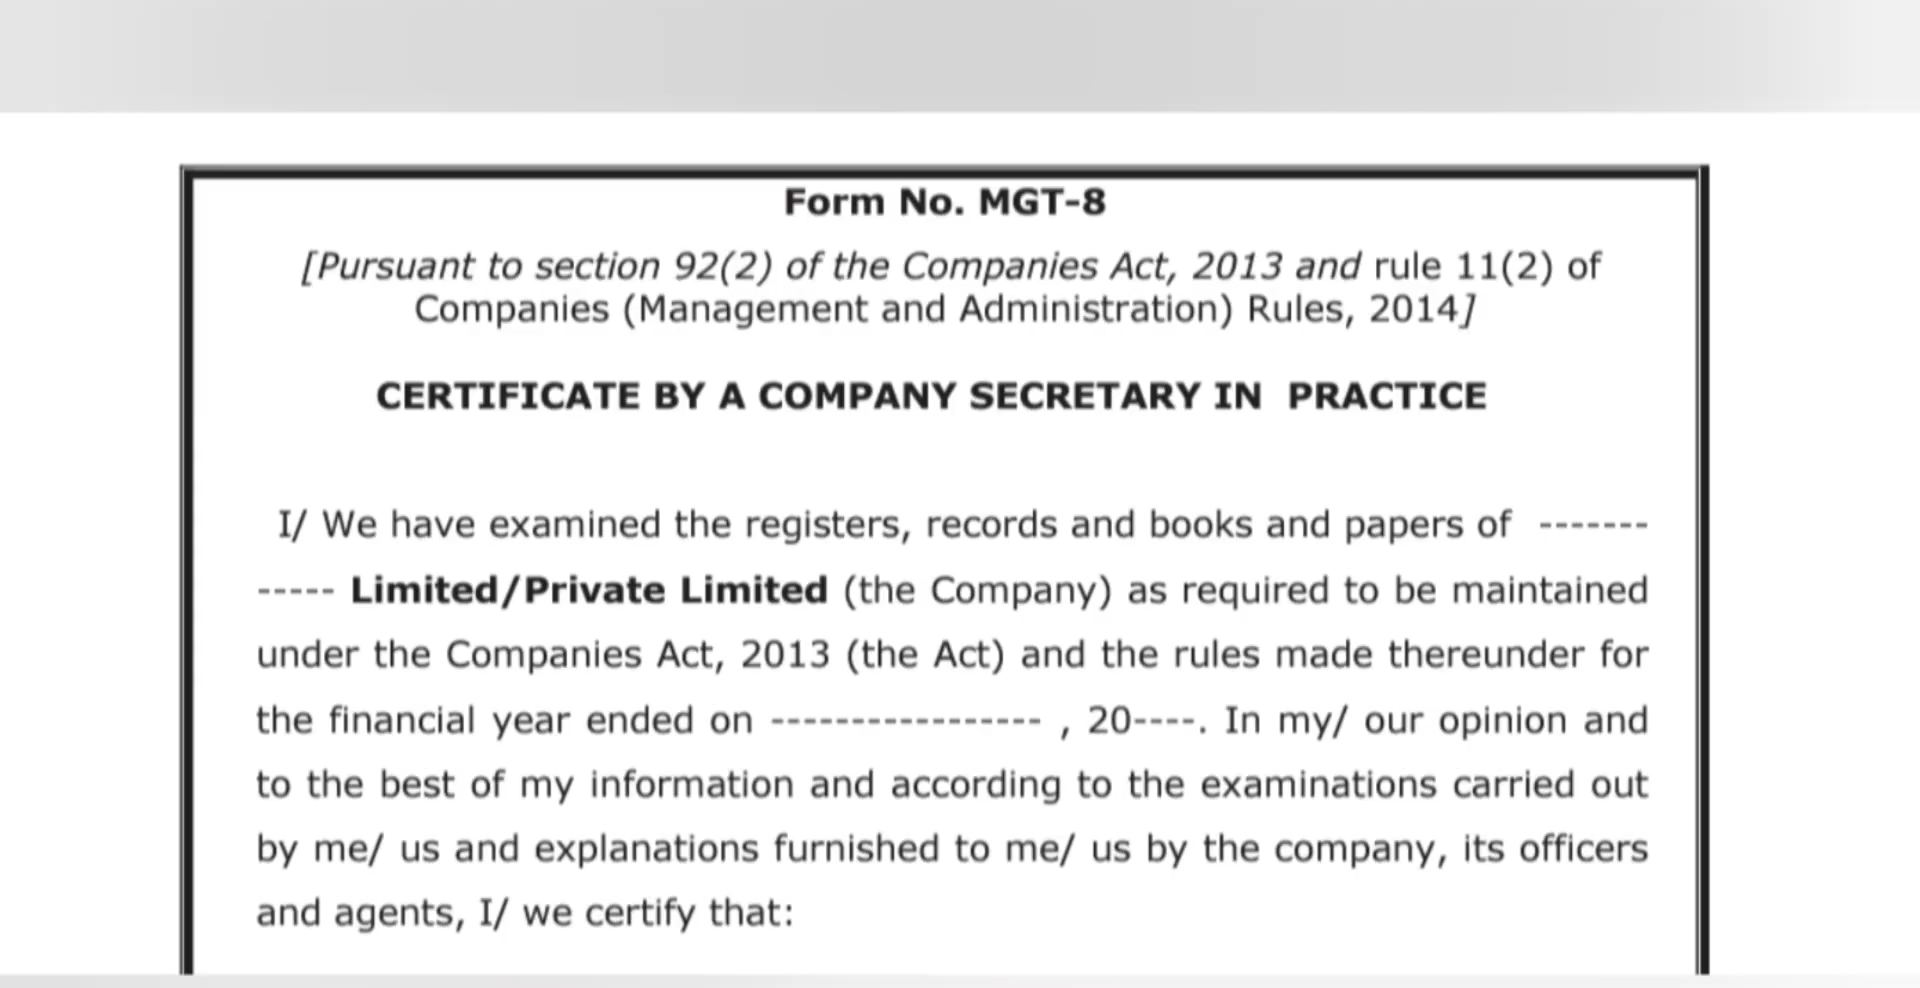 Form No. MGT-8
[Pursuant to section 92(2) of the Companies Act, 2013 and rule 11(2) of
Companies (Management and Administration) Rules, 2014]
CERTIFICATE BY A COMPANY SECRETARY IN  PRACTICE
I/ We have examined the registers, records and books and papers of -------
----- Limited/Private Limited (the Company) as required to be maintained
under the Companies Act, 2013 (the Act) and the rules made thereunder for
the financial year ended on ----------------- , 20----. In my/ our opinion and
to the best of my information and according to the examinations carried out
by me/ us and explanations furnished to me/ us by the company, its officers
and agents, I/ we certify that: